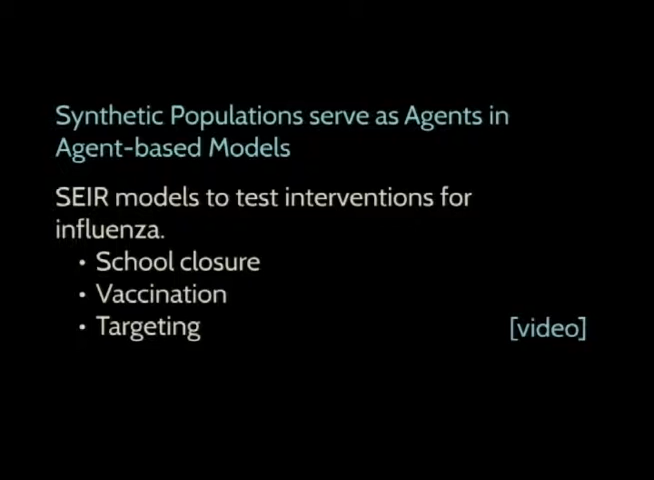 Synthetic Populations serve as Agents in
Agent-based Models
SEIR models to test interventions for
influenza.
• School closure
• Vaccination
• Targeting [video]